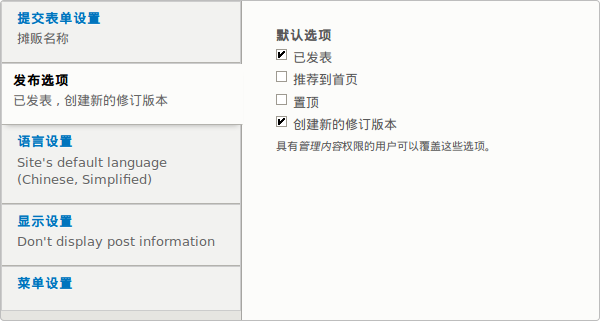 提交表单设置
摊贩名称
发布选项
已发表，创建新的修订版本
语言设置
Site's default language
(Chinese, Simplified)
显示设置
Don't display post information
菜单设置
默认选项
已发表
推荐到首页
置顶
创建新的修订版本
具有管理内容权限的用户可以覆盖这些选项。